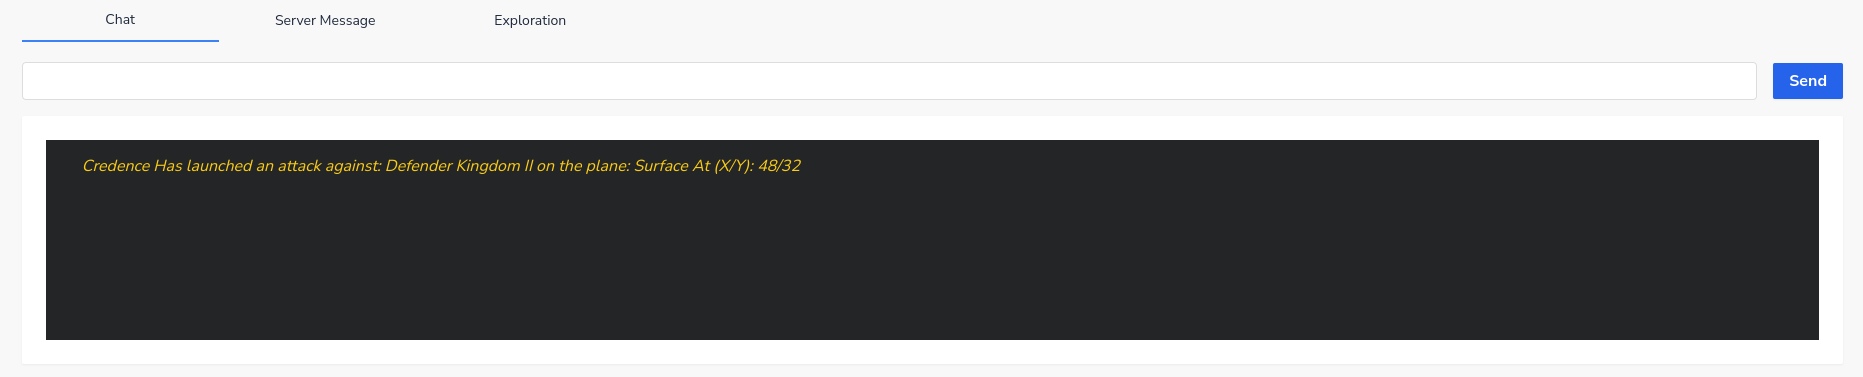 Chat
Server Message
Exploration
Send
Credence Has launched an attack against: Defender Kingdom II on the plane: Surface At (X/Y): 48/32